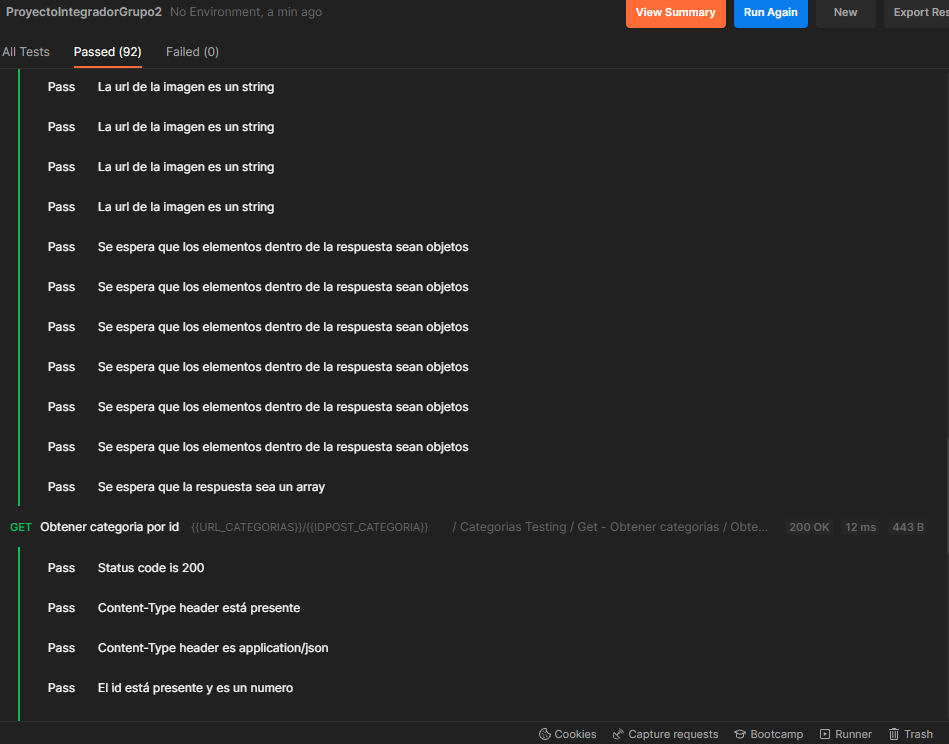 ProyectoIntegradorGrupo2 No Environment, a min ago View Summary Run Again New Export Res
All Tests Passed (92) Failed (0)
Pass La url de la imagen es un string
Pass La url de la imagen es un string
Pass La url de la imagen es un string
Pass La url de la imagen es un string
Pass Se espera que los elementos dentro de la respuesta sean objetos
Pass Se espera que los elementos dentro de la respuesta sean objetos
Pass Se espera que los elementos dentro de la respuesta sean objetos
Pass Se espera que los elementos dentro de la respuesta sean objetos
Pass Se espera que los elementos dentro de la respuesta sean objetos
Pass Se espera que los elementos dentro de la respuesta sean objetos
Pass Se espera que la respuesta sea un array
GET Obtener categoria por id {{URL_CATEGORIAS}}/{{IDPOST_CATEGORIA}} / Categorias Testing / Get - Obtener categorias / Obte... 200 OK 12 ms 443 B
Pass Status code is 200
Pass Content-Type header está presente
Pass Content-Type header es application/json
Pass El id está presente y es un numero
Cookies Capture requests Bootcamp Runner Trash